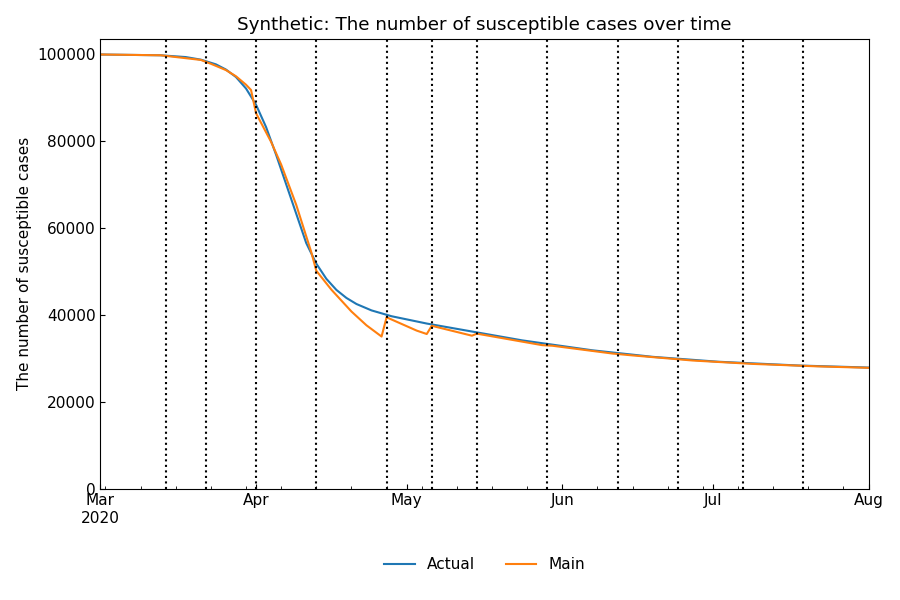 Synthetic: The number of susceptible cases over time
The number of susceptible cases
100000
80000
60000
40000
20000
0
Mar
2020
Apr
May
Jun
Jul
Aug
Actual
Main